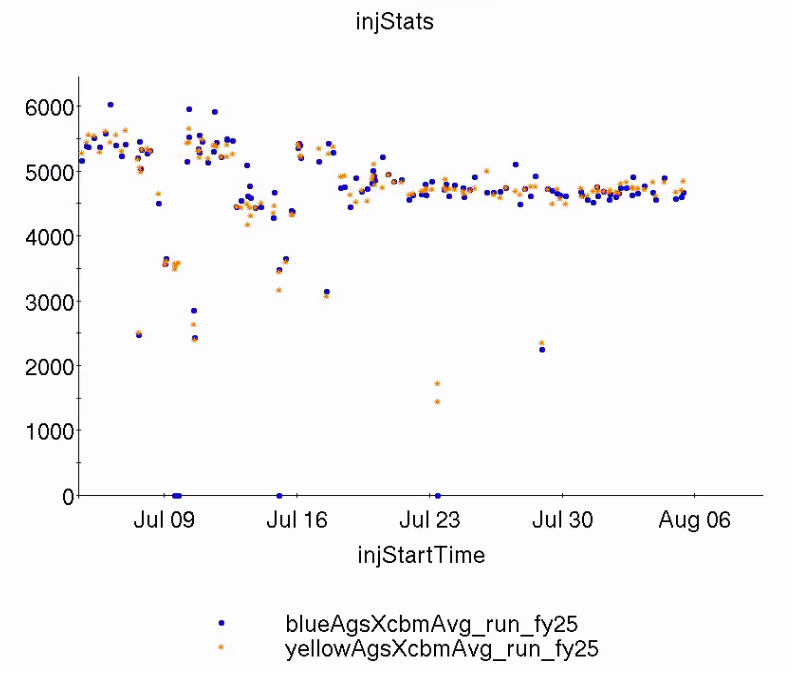 injStats
6000
5000
4000
3000
2000
1000
0
Jul 09 Jul 16 Jul 23 Jul 30 Aug 06
injStartTime
blueAgsXcbmAvg_run_fy25
yellowAgsXcbmAvg_run_fy25